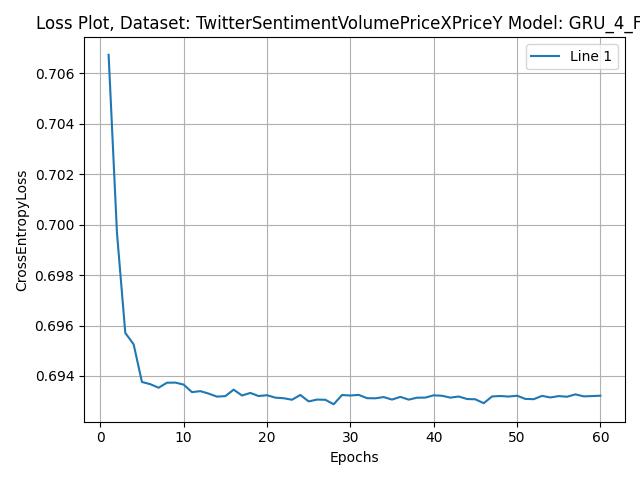 Loss Plot, Dataset: TwitterSentimentVolumePriceXPriceY Model: GRU_4_F
Line 1
0.706
0.704
0.702
0.700
0.698
0.696
0.694
CrossEntropyLoss
0 10 20 30 40 50 60
Epochs